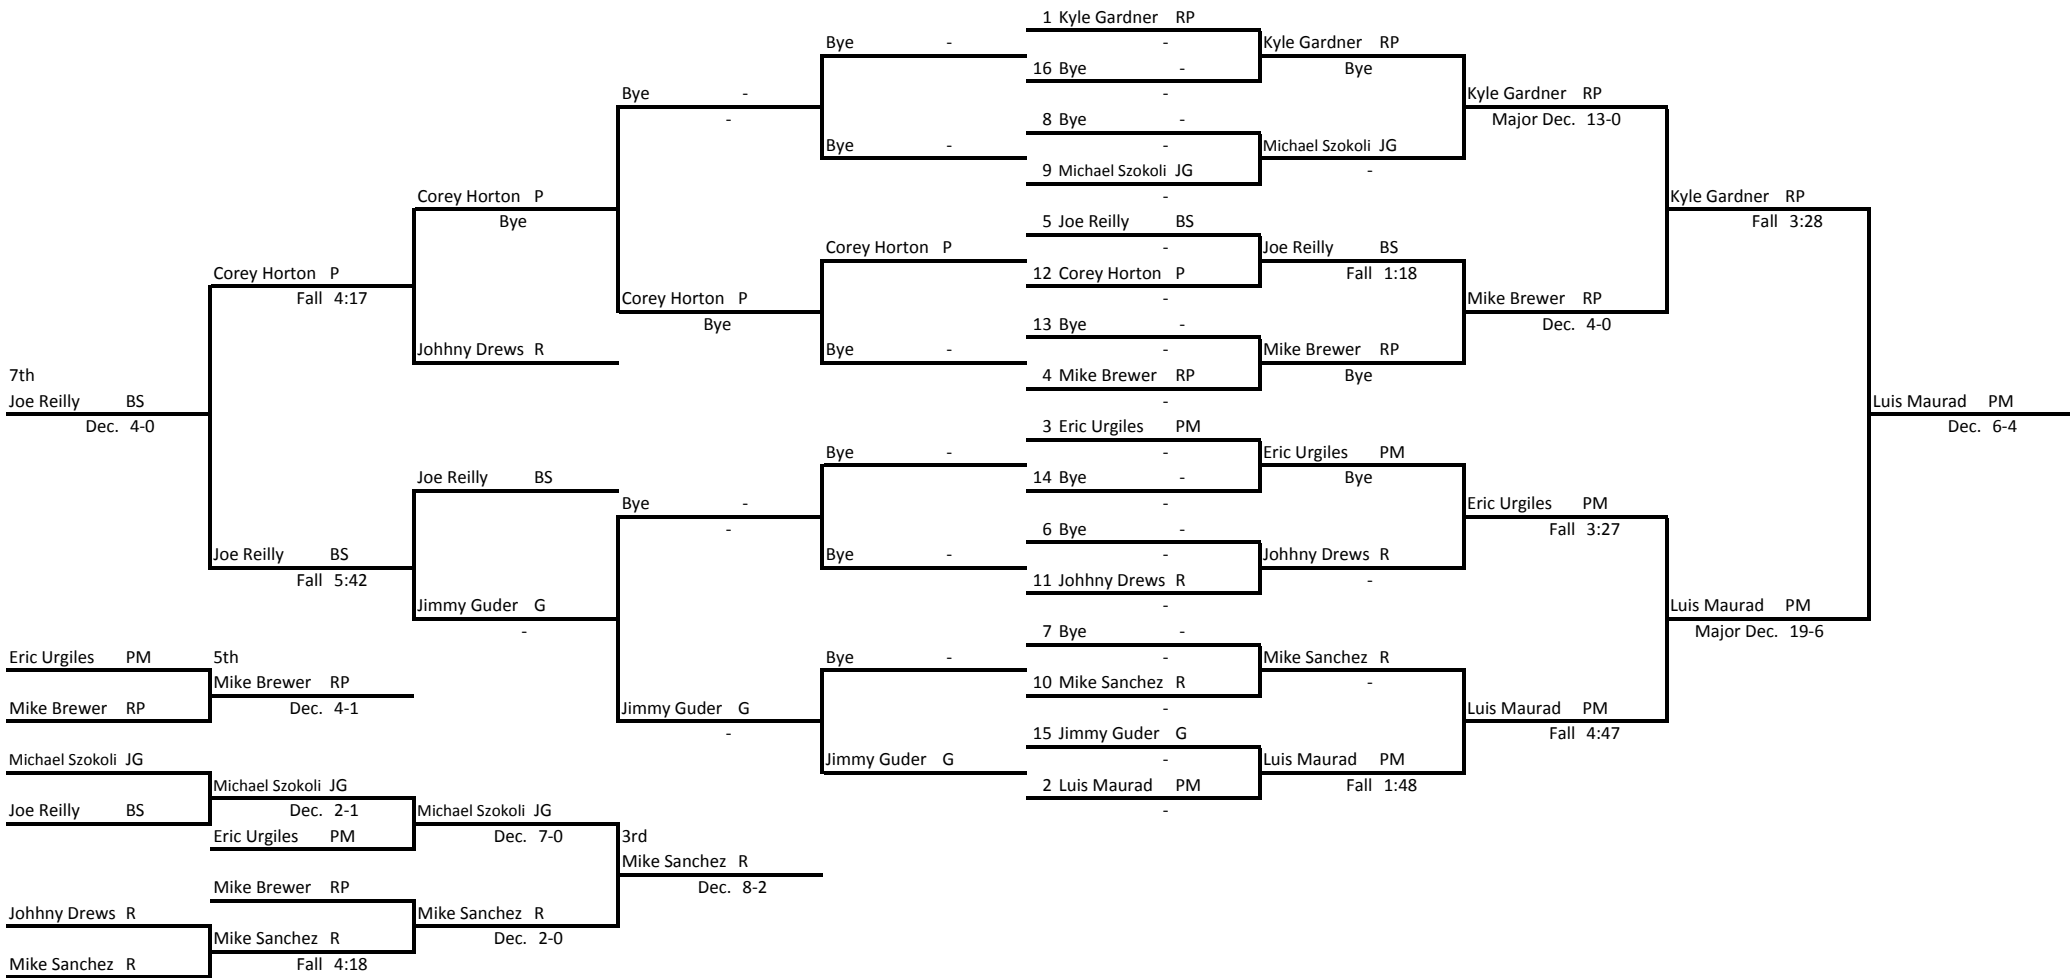 1 Kyle Gardner RP
Bye - - Kyle Gardner RP
16 Bye - Bye
Bye - - Kyle Gardner RP
- 8 Bye - Major Dec. 13-0
Bye - - Michael Szokoli JG
9 Michael Szokoli JG -
Corey Horton P - Kyle Gardner RP
Bye 5 Joe Reilly BS Fall 3:28
Corey Horton P - Joe Reilly BS
Corey Horton P 12 Corey Horton P Fall 1:18
Fall 4:17 Corey Horton P - Mike Brewer RP
Bye 13 Bye - Dec. 4-0
Johhny Drews R Bye - - Mike Brewer RP
7th 4 Mike Brewer RP Bye
Joe Reilly BS - Luis Maurad PM
Dec. 4-0 3 Eric Urgiles PM Dec. 6-4
Bye - - Eric Urgiles PM
Joe Reilly BS 14 Bye - Bye
Bye - - Eric Urgiles PM
- 6 Bye - Fall 3:27
Joe Reilly BS Bye - - Johhny Drews R
Fall 5:42 11 Johhny Drews R -
Jimmy Guder G - Luis Maurad PM
- 7 Bye - Major Dec. 19-6
Eric Urgiles PM 5th Bye - - Mike Sanchez R
Mike Brewer RP 10 Mike Sanchez R -
Mike Brewer RP Dec. 4-1 Jimmy Guder G - Luis Maurad PM
- 15 Jimmy Guder G Fall 4:47
Michael Szokoli JG Jimmy Guder G - Luis Maurad PM
Michael Szokoli JG 2 Luis Maurad PM Fall 1:48
Joe Reilly BS Dec. 2-1 Michael Szokoli JG -
Eric Urgiles PM Dec. 7-0 3rd
Mike Sanchez R
Mike Brewer RP Dec. 8-2
Johhny Drews R Mike Sanchez R
Mike Sanchez R Dec. 2-0
Mike Sanchez R Fall 4:18